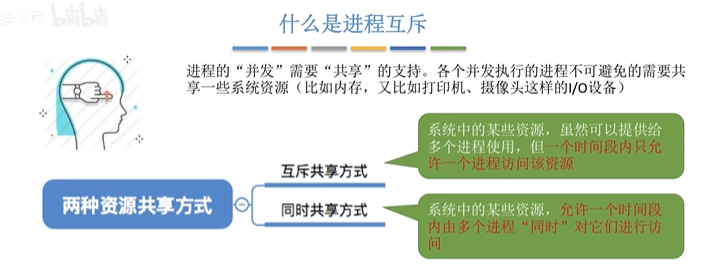 什么是进程互斥
进程的“并发”需要“共享”的支持。各个并发执行的进程不可避免的需要共
享一些系统资源（比如内存，又比如打印机、摄像头这样的I/O设备）
系统中的某些资源，虽然可以提供给
多个进程使用，但一个时间段内只允
许一个进程访问该资源
互斥共享方式
两种资源共享方式
同时共享方式
系统中的某些资源，允许一个时间段
内由多个进程“同时”对它们进行访
问